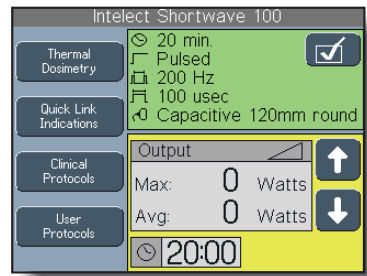 Intelect Shortwave 100
Thermal
Dosimetry
Quick Link
Indications
Clinical
Protocols
User
Protocols
20 min.
Pulsed
200 Hz
100 usec
Capacitive 120mm round
Output
Max: 0 Watts
Avg: 0 Watts
20:00